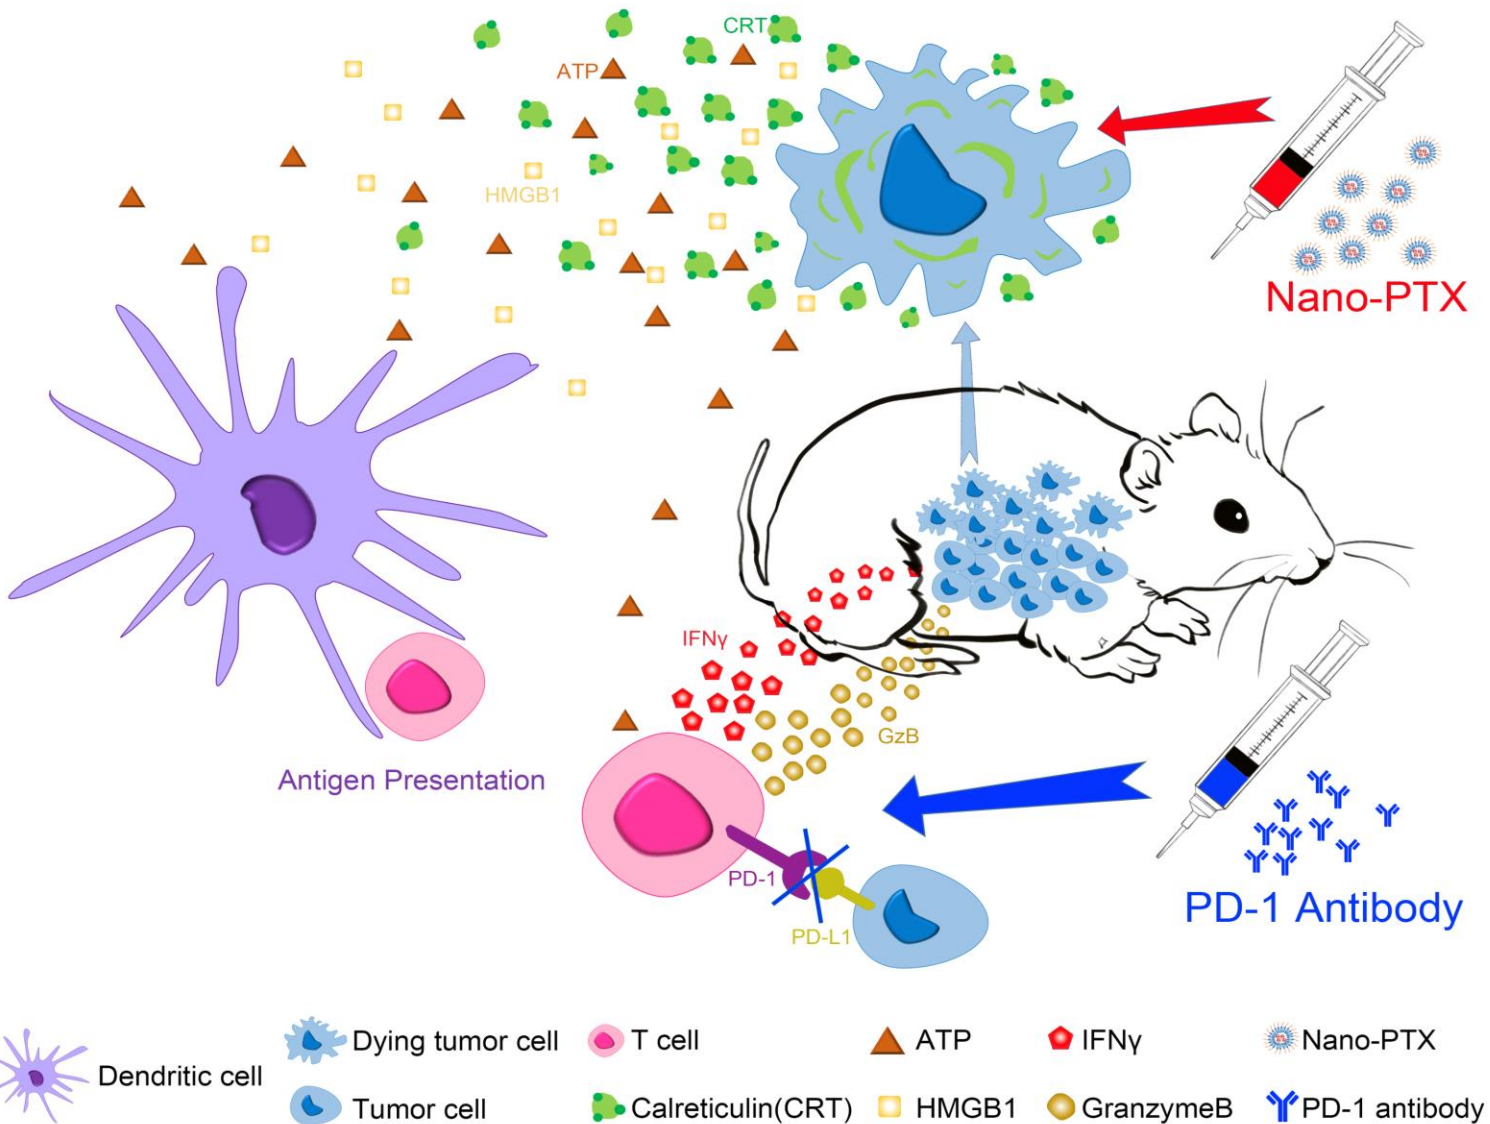 CRT
ATP
HMGB1
Nano-PTX
IFNγ
GzB
Antigen Presentation
PD-1
PD-L1
PD-1 Antibody
Dendritic cell
Dying tumor cell
Tumor cell
T cell
Calreticulin(CRT)
ATP
HMGB1
IFNγ
GranzymeB
Nano-PTX
PD-1 antibody